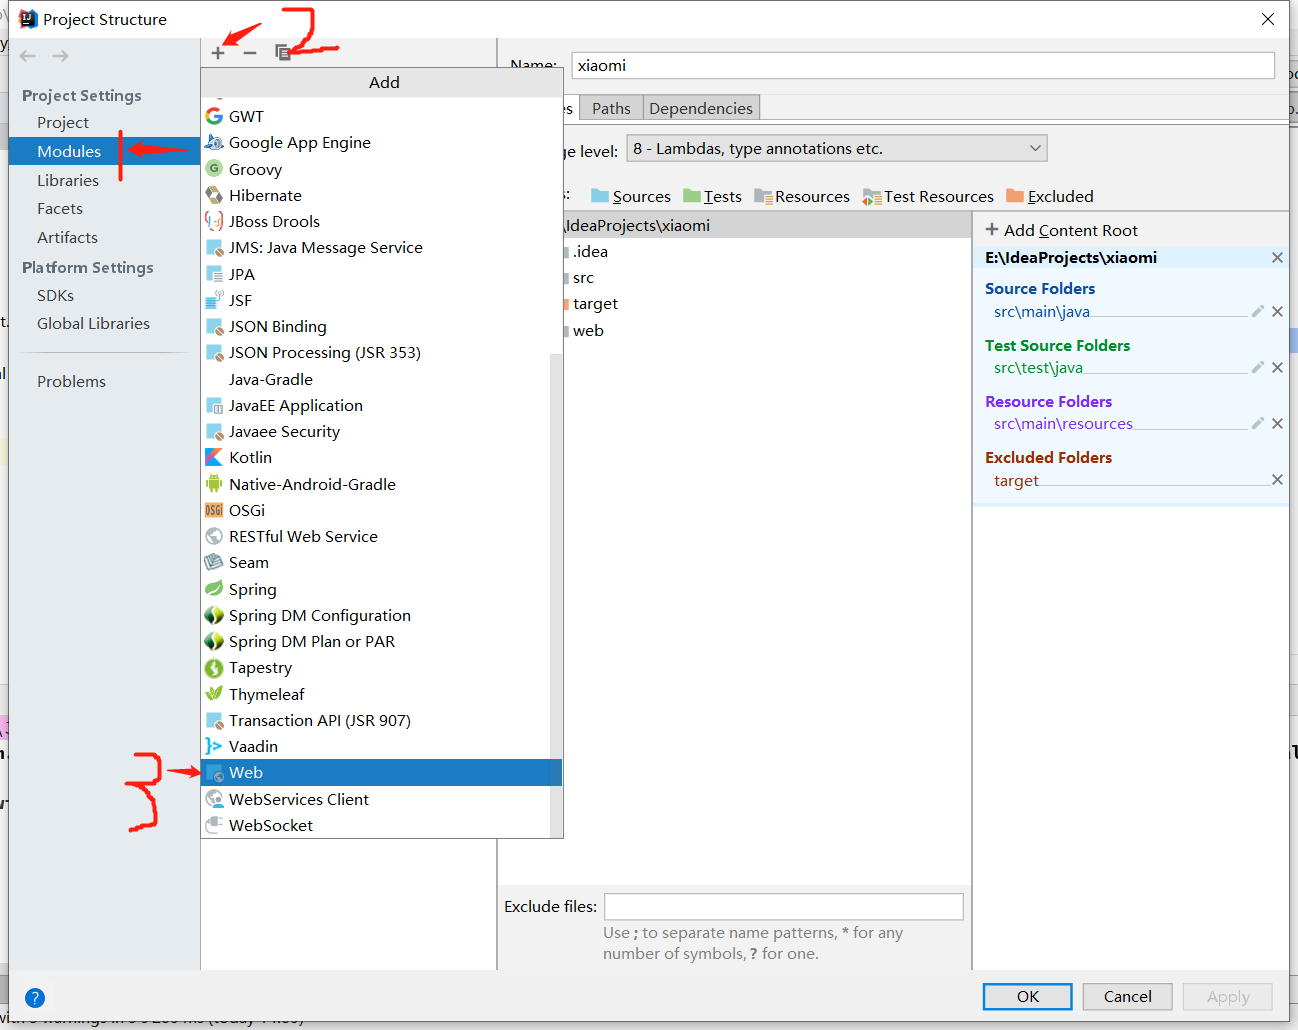 Project Structure
Project Settings
Project
Modules
Libraries
Facets
Artifacts
Platform Settings
SDKs
Global Libraries
Problems
2
3
Add
GWT
Google App Engine
Groovy
Hibernate
JBoss Drools
JMS: Java Message Service
JPA
JSF
JSON Binding
JSON Processing (JSR 353)
Java-Gradle
JavaEE Application
Javaee Security
Kotlin
Native-Android-Gradle
OSGi
RESTful Web Service
Seam
Spring
Spring DM Configuration
Spring DM Plan or PAR
Tapestry
Thymeleaf
Transaction API (JSR 907)
Vaadin
Web
WebServices Client
WebSocket
Name: xiaomi
es Paths Dependencies
ge level: 8 - Lambdas, type annotations etc.
Sources Tests Resources Test Resources Excluded
\IdeaProjects\xiaomi
.idea
src
target
web
Add Content Root
E:\IdeaProjects\xiaomi
Source Folders
src\main\java
Test Source Folders
src\test\java
Resource Folders
src\main\resources
Excluded Folders
target
Exclude files:
Use ; to separate name patterns, * for any
number of symbols, ? for one.
OK Cancel Apply